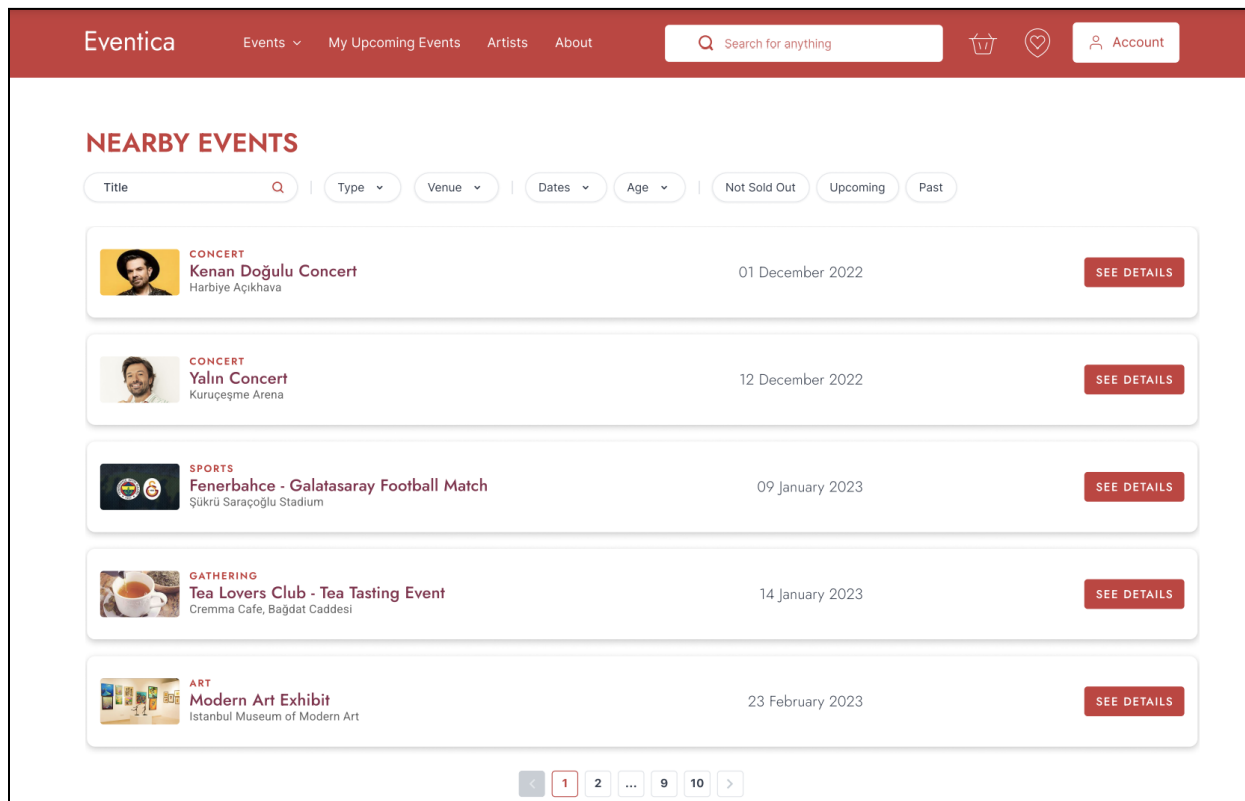 Eventica
Events
My Upcoming Events
Artists
About
Search for anything
Account
NEARBY EVENTS
Title
Type
Venue
Dates
Age
Not Sold Out
Upcoming
Past
CONCERT
Kenan Doğulu Concert
Harbiye Açıkhava
01 December 2022
SEE DETAILS
CONCERT
Yalın Concert
Kuruçeşme Arena
12 December 2022
SEE DETAILS
SPORTS
Fenerbahce - Galatasaray Football Match
Şükrü Saraçoğlu Stadium
09 January 2023
SEE DETAILS
GATHERING
Tea Lovers Club - Tea Tasting Event
Cremma Cafe, Bağdat Caddesi
14 January 2023
SEE DETAILS
ART
Modern Art Exhibit
Istanbul Museum of Modern Art
23 February 2023
SEE DETAILS
1 2 ... 9 10